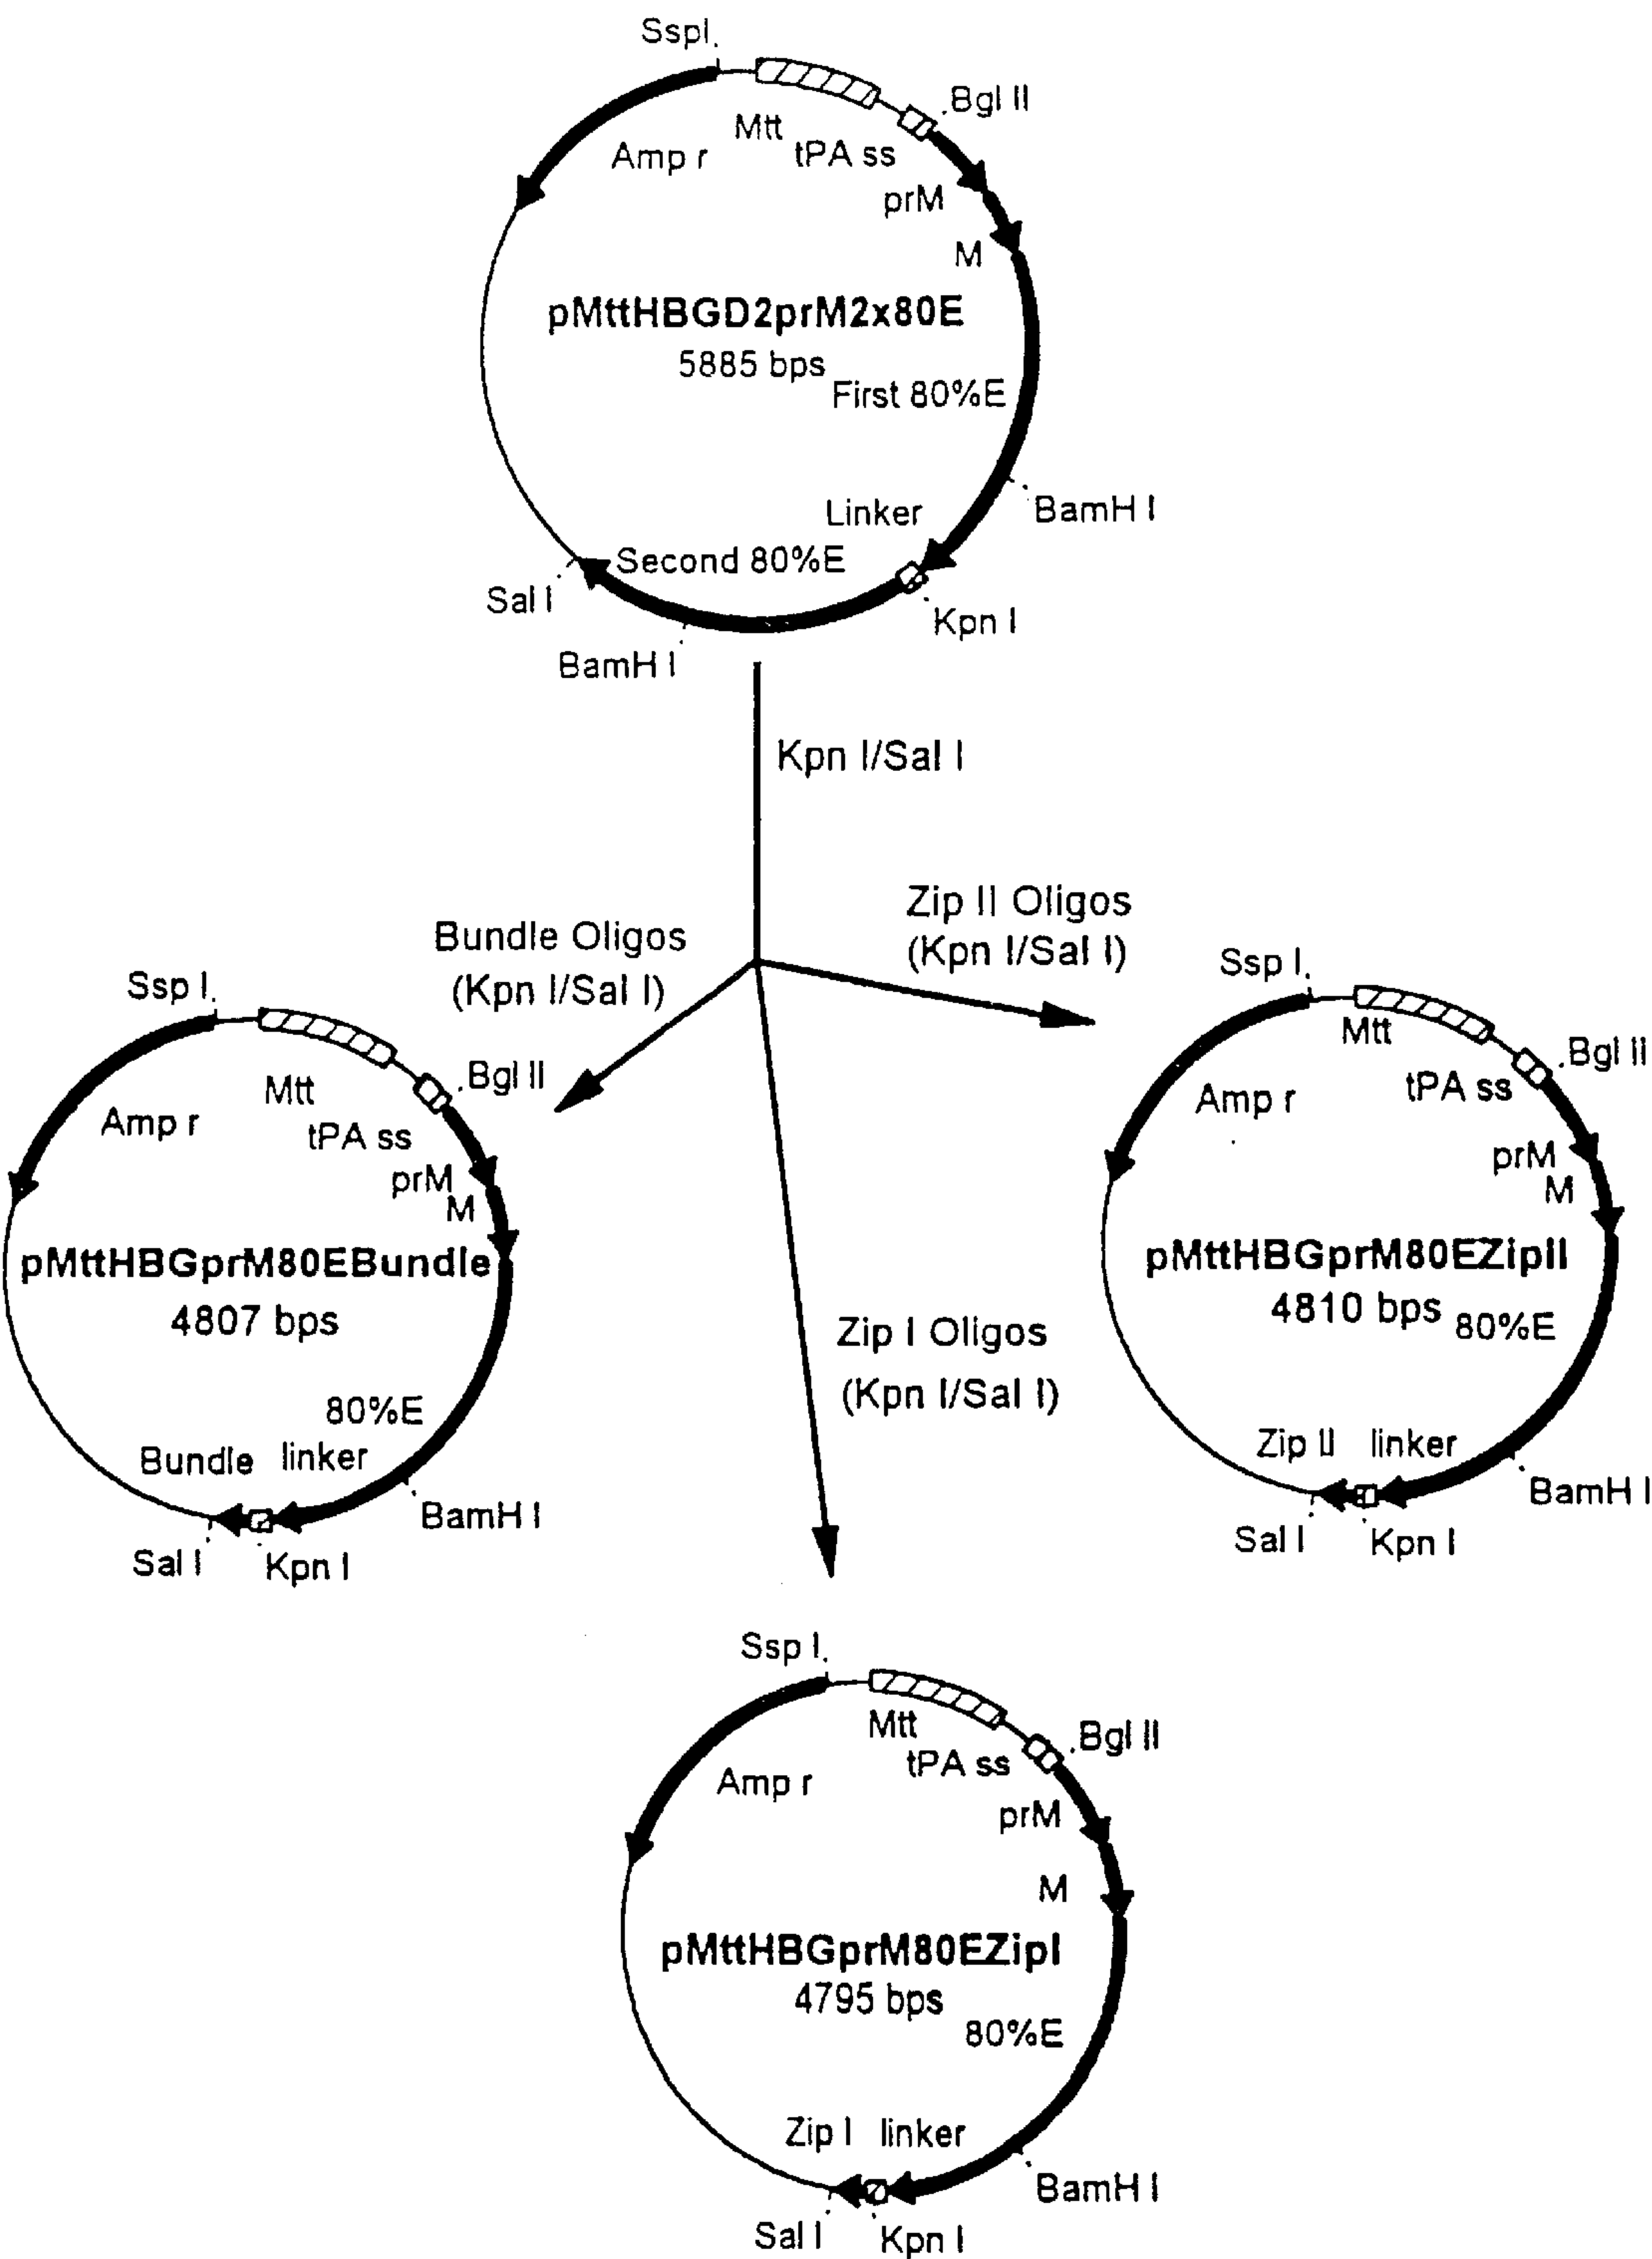 SspI
Bgl II
Mtt
Amp r
tPA ss
prM
M
pMttHBGD2prM2x80E
5885 bps
First 80%E
Linker
BamH I
Second 80%E
Sal I
Kpn I
BamH I
Kpn I/Sal I
Zip II Oligos
(Kpn I/Sal I)
Bundle Oligos
(Kpn I/Sal I)
Ssp I
Bgl II
Mtt
Amp r
tPA ss
prM
M
pMttHBGprM80EBundle
4807 bps
80%E
Bundle linker
BamH I
Sal I
Kpn I
Ssp I
Mtt
Bgl II
tPA ss
Amp r
prM
M
pMttHBGprM80EZipII
4810 bps
80%E
Zip II linker
BamH I
Sal I
Kpn I
Zip I Oligos
(Kpn I/Sal I)
Ssp I
Mtt
Bgl II
tPA ss
Amp r
prM
M
pMttHBGprM80EZipI
4795 bps
80%E
Zip I linker
BamH I
Sal I
Kpn I